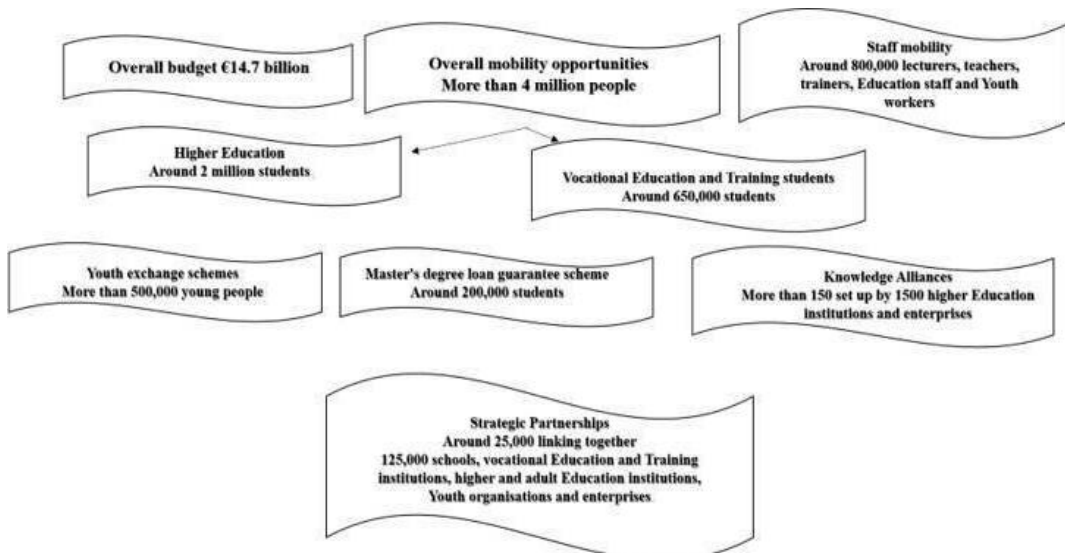 Overall budget €14.7 billion
Overall mobility opportunities
More than 4 million people
Staff mobility
Around 800,000 lecturers, teachers,
trainers, Education staff and Youth
workers
Higher Education
Around 2 million students
Vocational Education and Training students
Around 650,000 students
Youth exchange schemes
More than 500,000 young people
Master's degree loan guarantee scheme
Around 200,000 students
Knowledge Alliances
More than 150 set up by 1500 higher Education
institutions and enterprises
Strategic Partnerships
Around 25,000 linking together
125,000 schools, vocational Education and Training
institutions, higher and adult Education institutions,
Youth organisations and enterprises